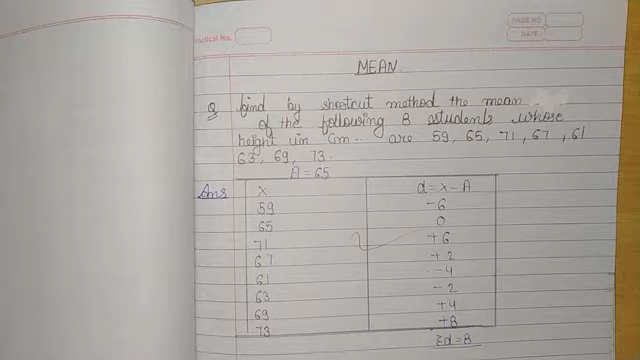 Practical No.
PAGE NO.
DATE:
MEAN
Q find by shortcut method the mean
of the following 8 students whose
height in Cm. are 59, 65, 71, 67, 61
63, 69, 73.
A = 65
Ans x d = x - A
59 -6
65 0
71 +6
67 +2
61 -4
63 -2
69 +4
73 +8
Σd = 8